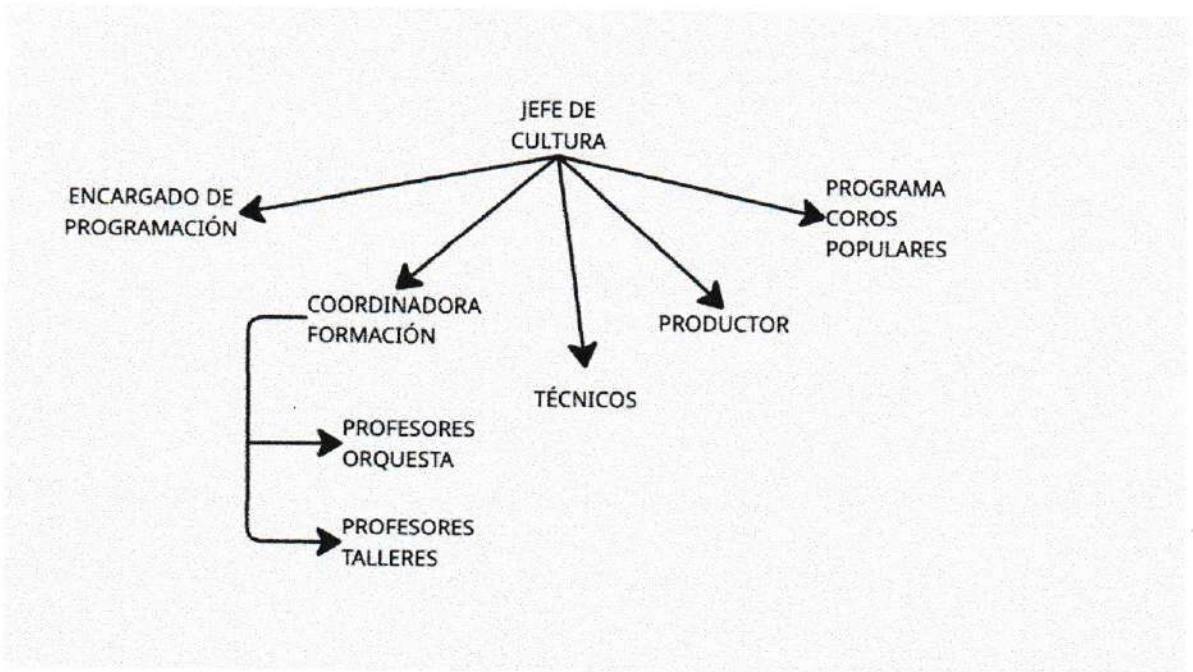 JEFE DE
CULTURA
ENCARGADO DE
PROGRAMACIÓN
PROGRAMA
COROS
POPULARES
COORDINADORA
FORMACIÓN
PRODUCTOR
TÉCNICOS
PROFESORES
ORQUESTA
PROFESORES
TALLERES